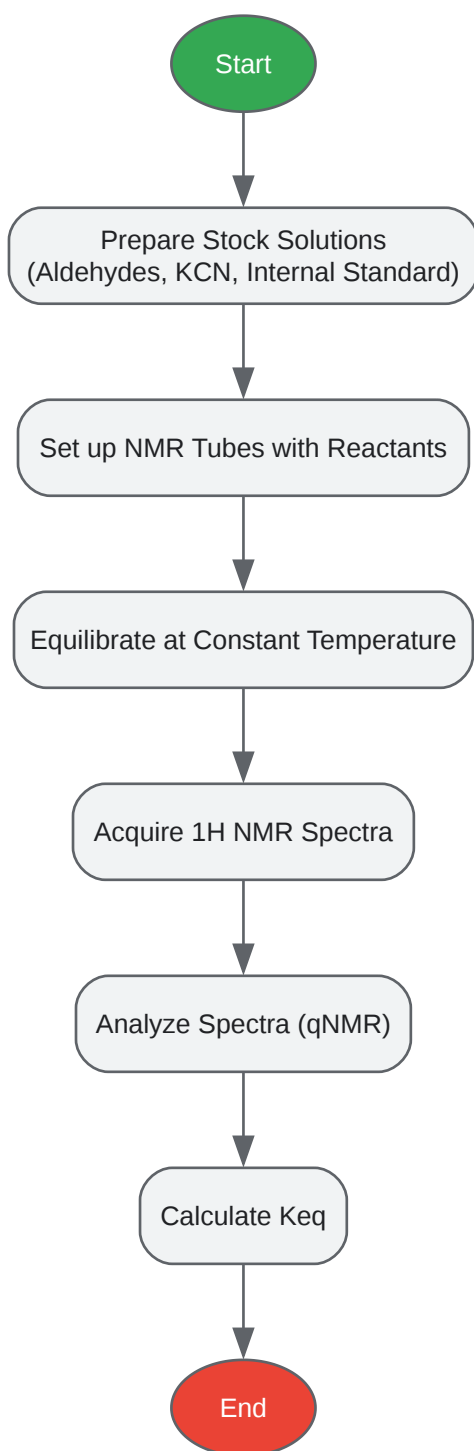 Start
Prepare Stock Solutions
(Aldehydes, KCN, Internal Standard)
Set up NMR Tubes with Reactants
Equilibrate at Constant Temperature
Acquire 1H NMR Spectra
Analyze Spectra (qNMR)
Calculate Keq
End